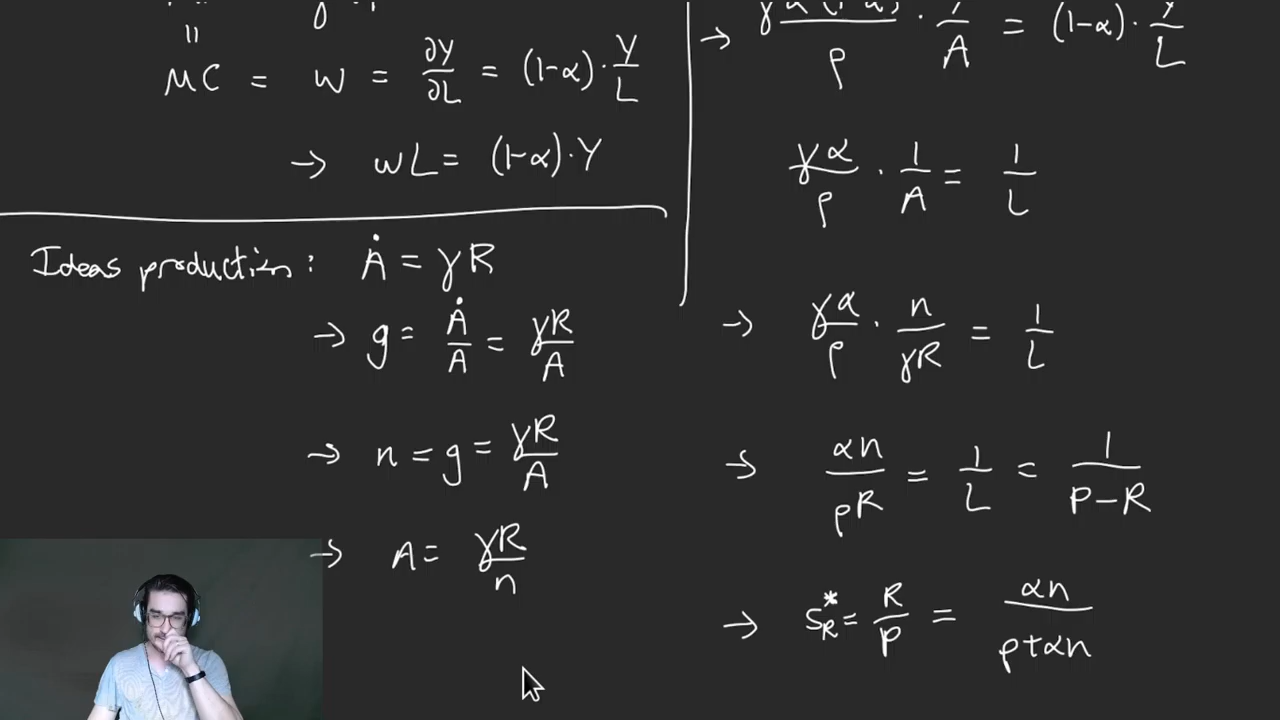 ||
MC = w = ∂Y/∂L = (1-α)·Y/L
→ wL = (1-α)·Y
Ideas production: Ȧ = γR
→ g = Ȧ/A = γR/A
→ n = g = γR/A
→ A = γR/n
→ /ρ · Y/A = (1-α)·Y/L
γα/ρ · 1/A = 1/L
→ γα/ρ · n/γR = 1/L
→ αn/ρR = 1/L = 1/P-R
→ S*R = R/P = αn/ρ+αn